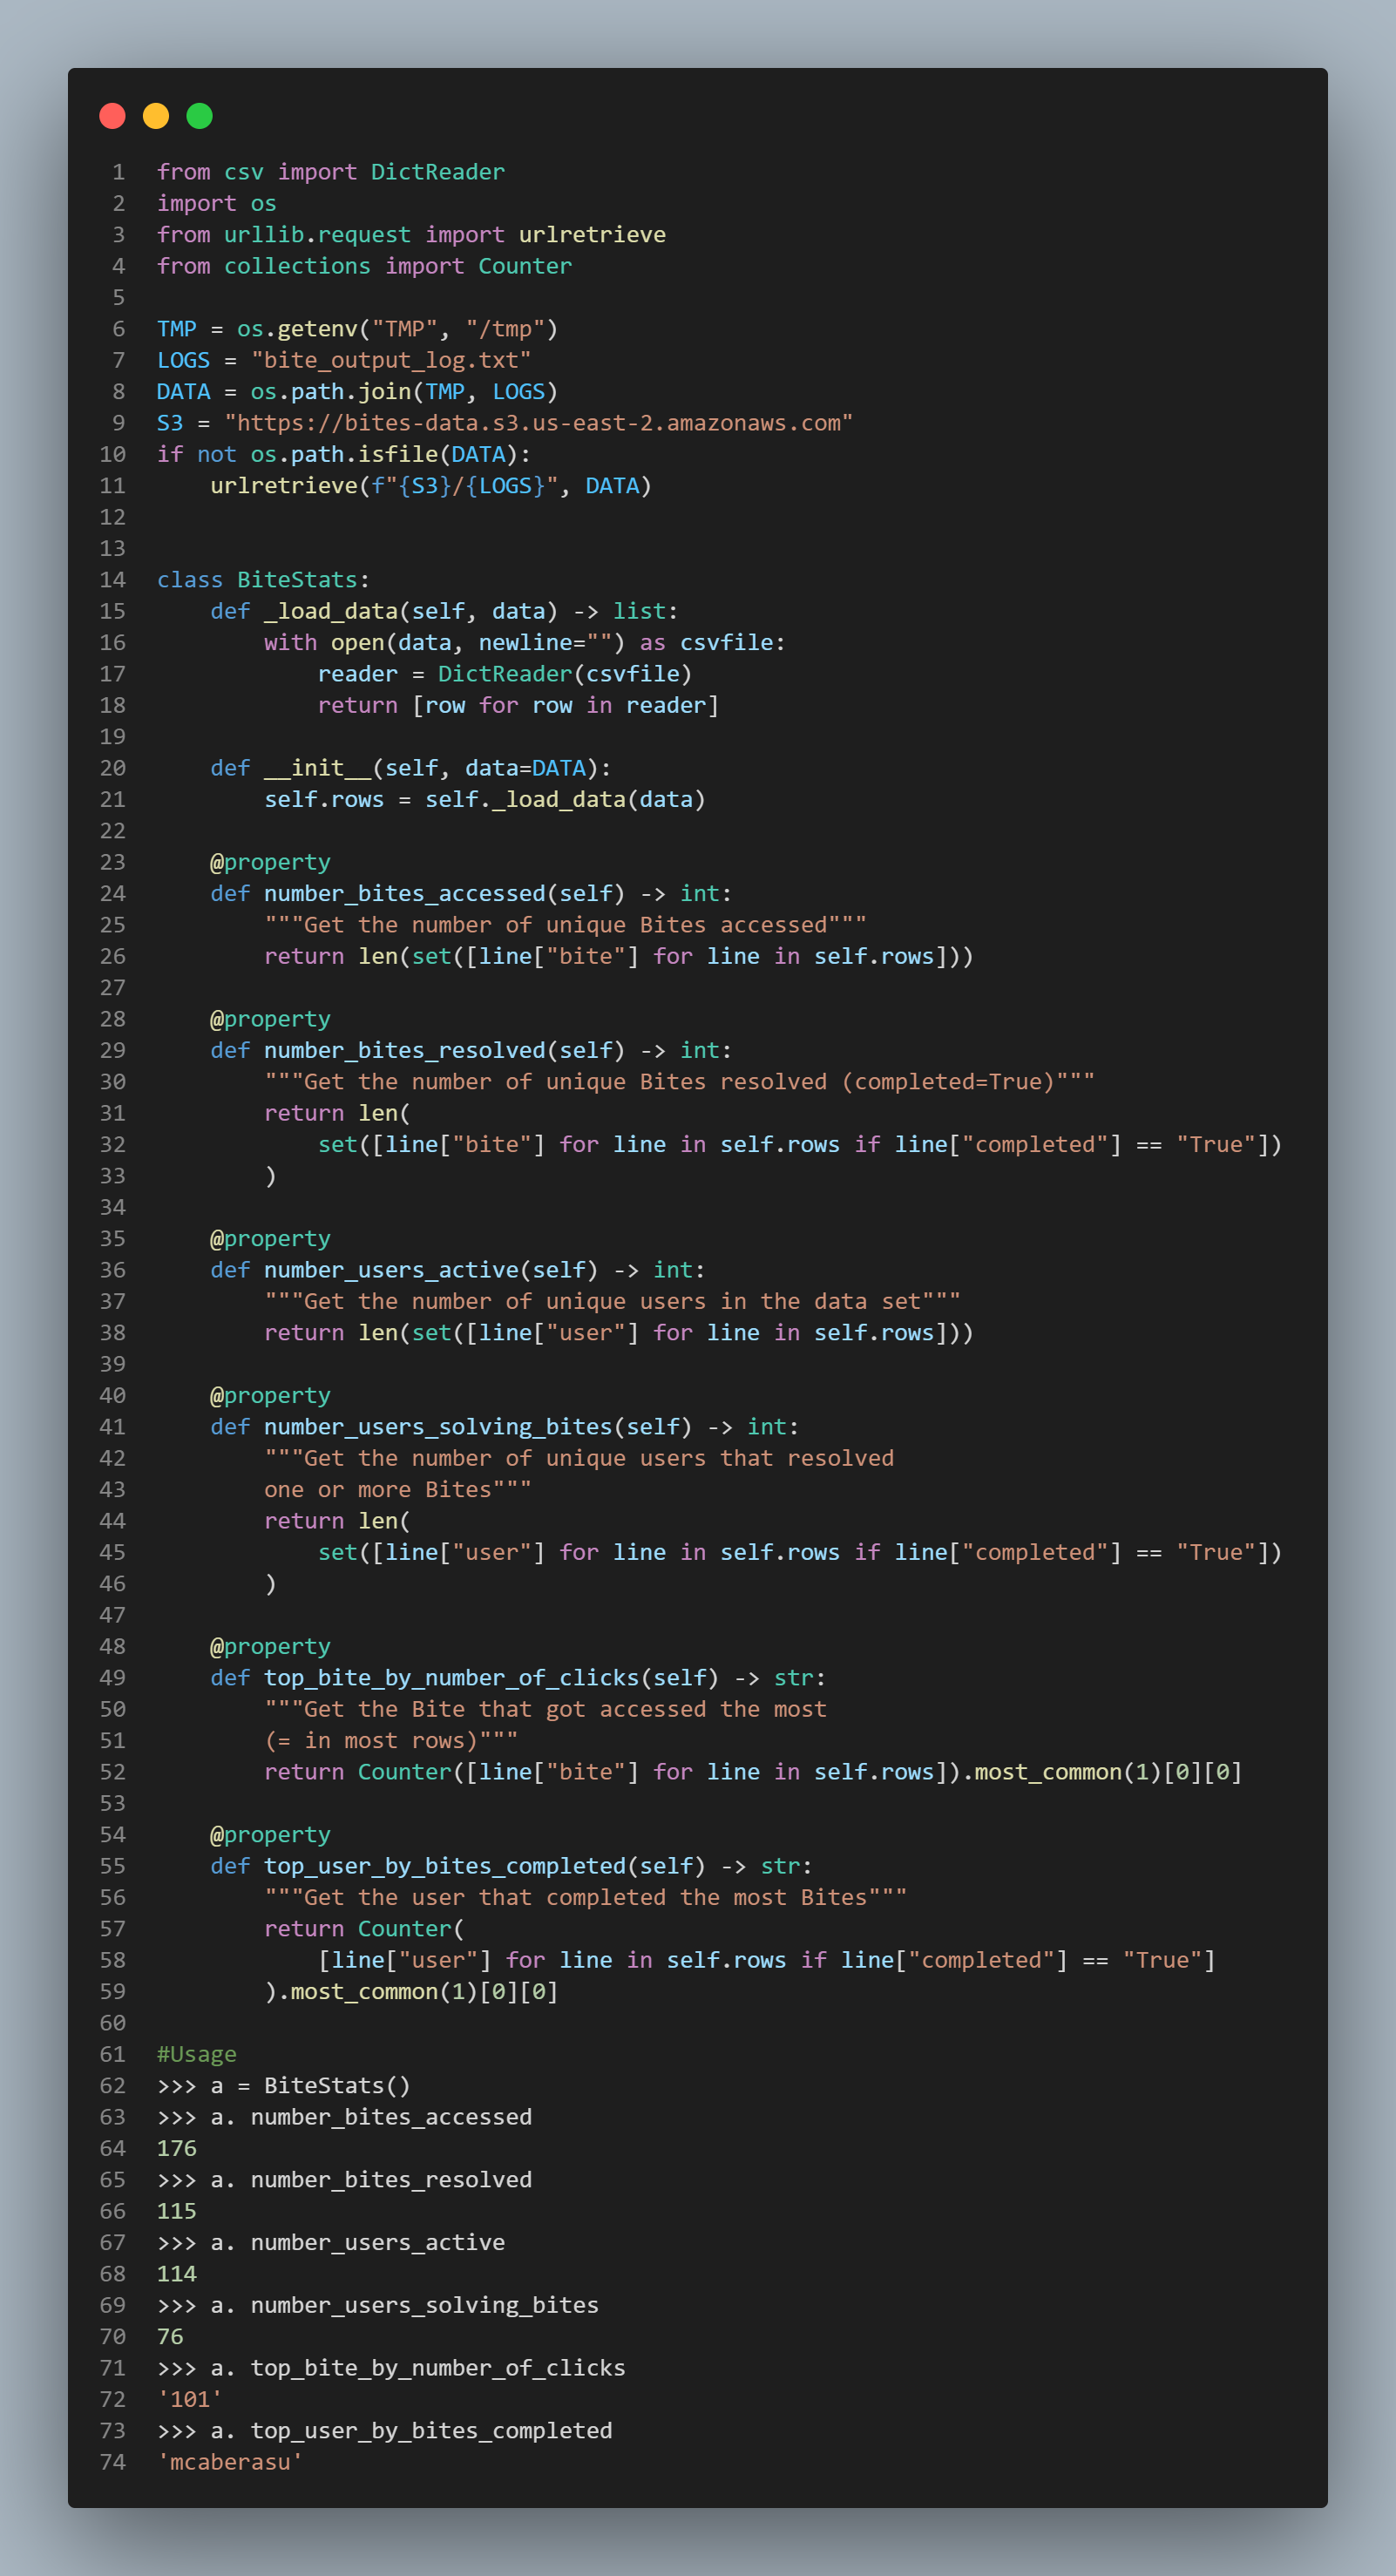 1 from csv import DictReader
2 import os
3 from urllib.request import urlretrieve
4 from collections import Counter
5
6 TMP = os.getenv("TMP", "/tmp")
7 LOGS = "bite_output_log.txt"
8 DATA = os.path.join(TMP, LOGS)
9 S3 = "https://bites-data.s3.us-east-2.amazonaws.com"
10 if not os.path.isfile(DATA):
11     urlretrieve(f"{S3}/{LOGS}", DATA)
12
13
14 class BiteStats:
15     def _load_data(self, data) -> list:
16         with open(data, newline="") as csvfile:
17             reader = DictReader(csvfile)
18             return [row for row in reader]
19
20     def __init__(self, data=DATA):
21         self.rows = self._load_data(data)
22
23     @property
24     def number_bites_accessed(self) -> int:
25         """Get the number of unique Bites accessed"""
26         return len(set([line["bite"] for line in self.rows]))
27
28     @property
29     def number_bites_resolved(self) -> int:
30         """Get the number of unique Bites resolved (completed=True)"""
31         return len(
32             set([line["bite"] for line in self.rows if line["completed"] == "True"])
33         )
34
35     @property
36     def number_users_active(self) -> int:
37         """Get the number of unique users in the data set"""
38         return len(set([line["user"] for line in self.rows]))
39
40     @property
41     def number_users_solving_bites(self) -> int:
42         """Get the number of unique users that resolved
43         one or more Bites"""
44         return len(
45             set([line["user"] for line in self.rows if line["completed"] == "True"])
46         )
47
48     @property
49     def top_bite_by_number_of_clicks(self) -> str:
50         """Get the Bite that got accessed the most
51         (= in most rows)"""
52         return Counter([line["bite"] for line in self.rows]).most_common(1)[0][0]
53
54     @property
55     def top_user_by_bites_completed(self) -> str:
56         """Get the user that completed the most Bites"""
57         return Counter(
58             [line["user"] for line in self.rows if line["completed"] == "True"]
59         ).most_common(1)[0][0]
60
61 #Usage
62 >>> a = BiteStats()
63 >>> a. number_bites_accessed
64 176
65 >>> a. number_bites_resolved
66 115
67 >>> a. number_users_active
68 114
69 >>> a. number_users_solving_bites
70 76
71 >>> a. top_bite_by_number_of_clicks
72 '101'
73 >>> a. top_user_by_bites_completed
74 'mcaberasu'